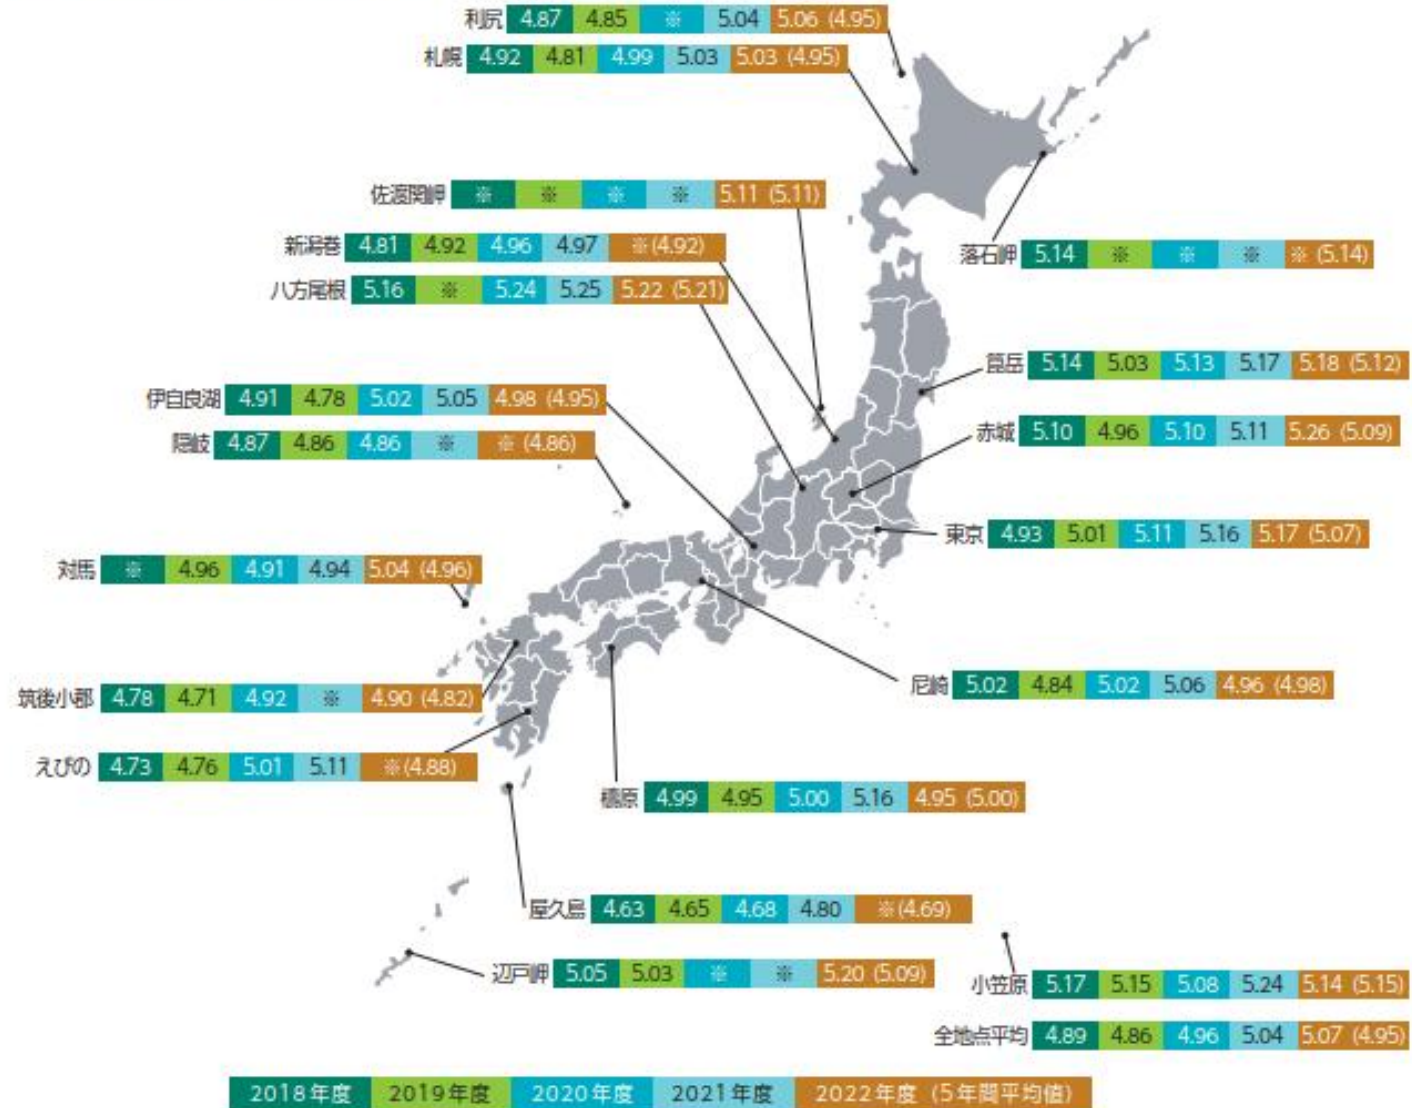 利尻 4.87 4.85 ※ 5.04 5.06 (4.95)
札幌 4.92 4.81 4.99 5.03 5.03 (4.95)
佐渡関岬 ※ ※ ※ ※ 5.11 (5.11)
新潟巻 4.81 4.92 4.96 4.97 ※(4.92)
落石岬 5.14 ※ ※ ※ ※ (5.14)
八方尾根 5.16 ※ 5.24 5.25 5.22 (5.21)
箟岳 5.14 5.03 5.13 5.17 5.18 (5.12)
伊自良湖 4.91 4.78 5.02 5.05 4.98 (4.95)
赤城 5.10 4.96 5.10 5.11 5.26 (5.09)
隠岐 4.87 4.86 4.86 ※ ※ (4.86)
東京 4.93 5.01 5.11 5.16 5.17 (5.07)
対馬 ※ 4.96 4.91 4.94 5.04 (4.96)
尼崎 5.02 4.84 5.02 5.06 4.96 (4.98)
筑後小郡 4.78 4.71 4.92 ※ 4.90 (4.82)
えびの 4.73 4.76 5.01 5.11 ※(4.88)
檮原 4.99 4.95 5.00 5.16 4.95 (5.00)
屋久島 4.63 4.65 4.68 4.80 ※(4.69)
辺戸岬 5.05 5.03 ※ ※ 5.20 (5.09)
小笠原 5.17 5.15 5.08 5.24 5.14 (5.15)
全地点平均 4.89 4.86 4.96 5.04 5.07 (4.95)
2018年度 2019年度 2020年度 2021年度 2022年度 (5年間平均値)